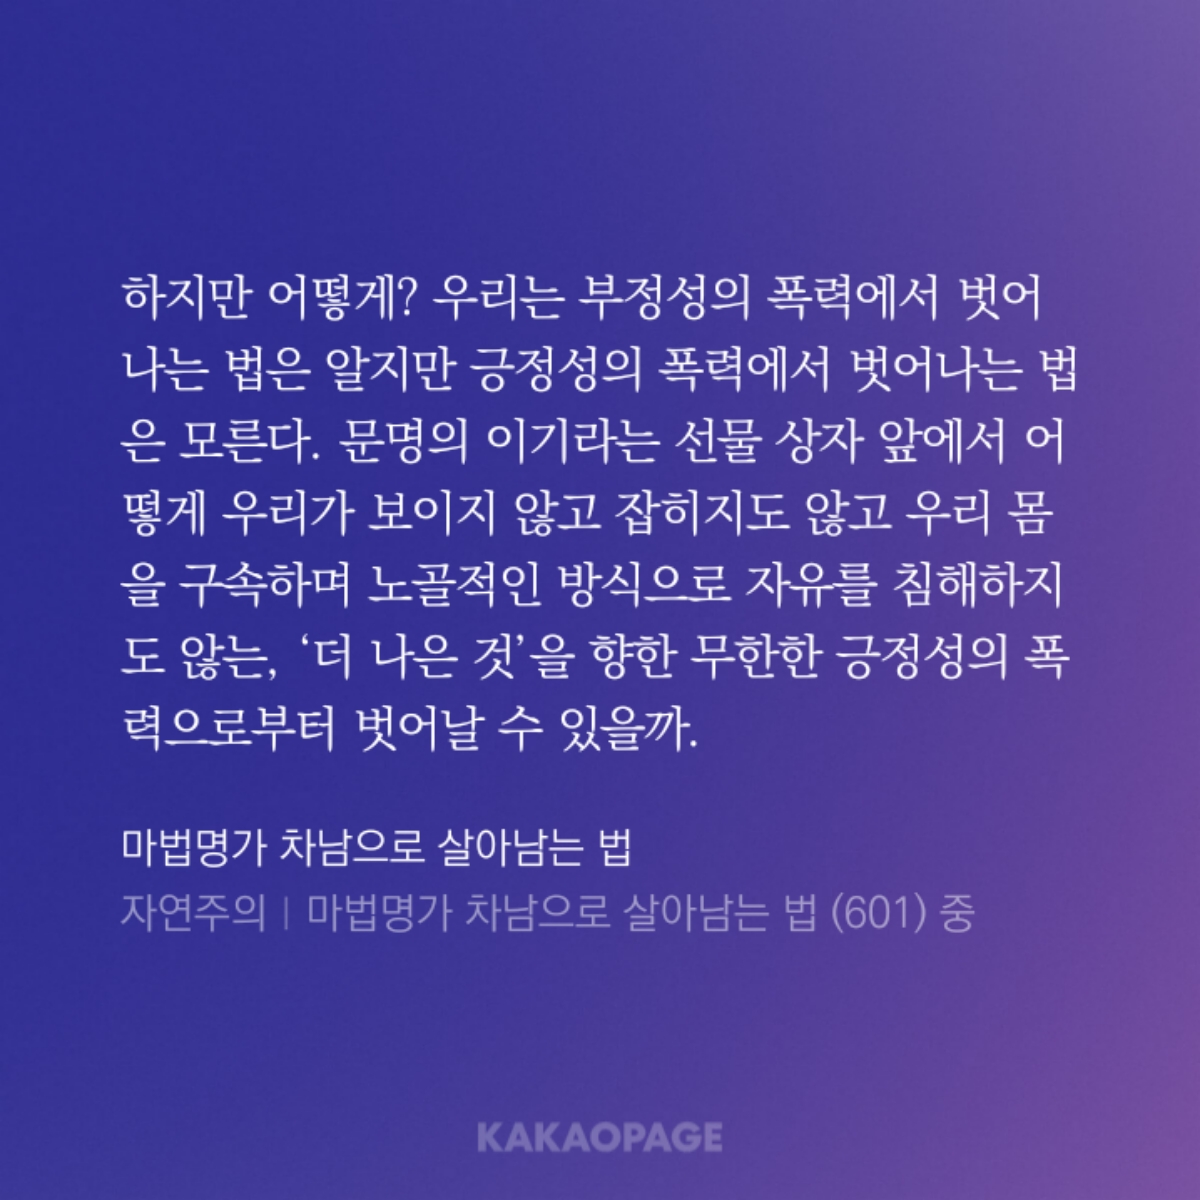 하지만 어떻게? 우리는 부정성의 폭력에서 벗어
나는 법은 알지만 긍정성의 폭력에서 벗어나는 법
은 모른다. 문명의 이기라는 선물 상자 앞에서 어
떻게 우리가 보이지 않고 잡히지도 않고 우리 몸
을 구속하며 노골적인 방식으로 자유를 침해하지
도 않는, ‘더 나은 것’을 향한 무한한 긍정성의 폭
력으로부터 벗어날 수 있을까.
마법명가 차남으로 살아남는 법
자연주의 | 마법명가 차남으로 살아남는 법 (601) 중
KAKAOPAGE